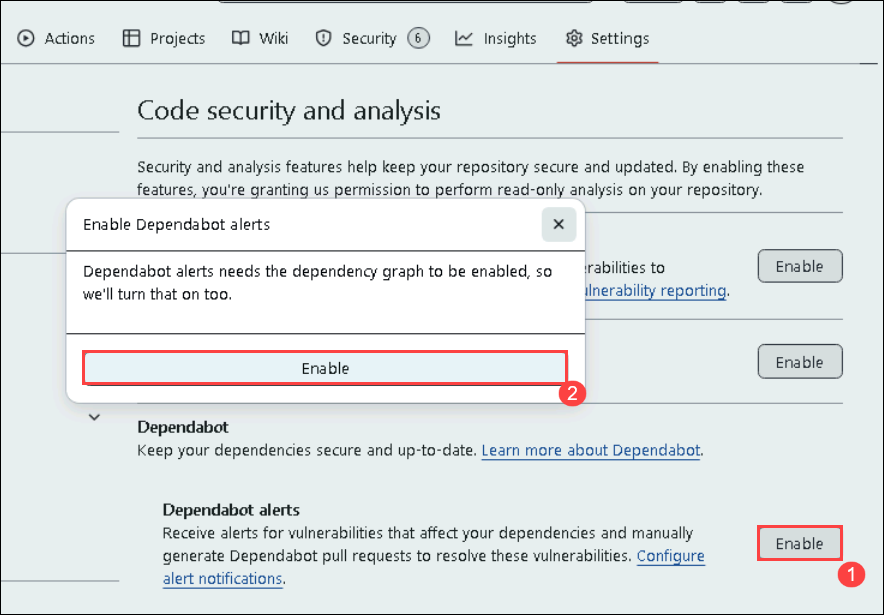 Actions Projects Wiki Security 6 Insights Settings
Code security and analysis
Security and analysis features help keep your repository secure and updated. By enabling these
features, you're granting us permission to perform read-only analysis on your repository.
Enable Dependabot alerts
Dependabot alerts needs the dependency graph to be enabled, so
we'll turn that on too.
Enable
2
to
reporting.
Enable
Enable
Dependabot
Keep your dependencies secure and up-to-date. Learn more about Dependabot.
Dependabot alerts
Receive alerts for vulnerabilities that affect your dependencies and manually
generate Dependabot pull requests to resolve these vulnerabilities. Configure
alert notifications.
Enable
1